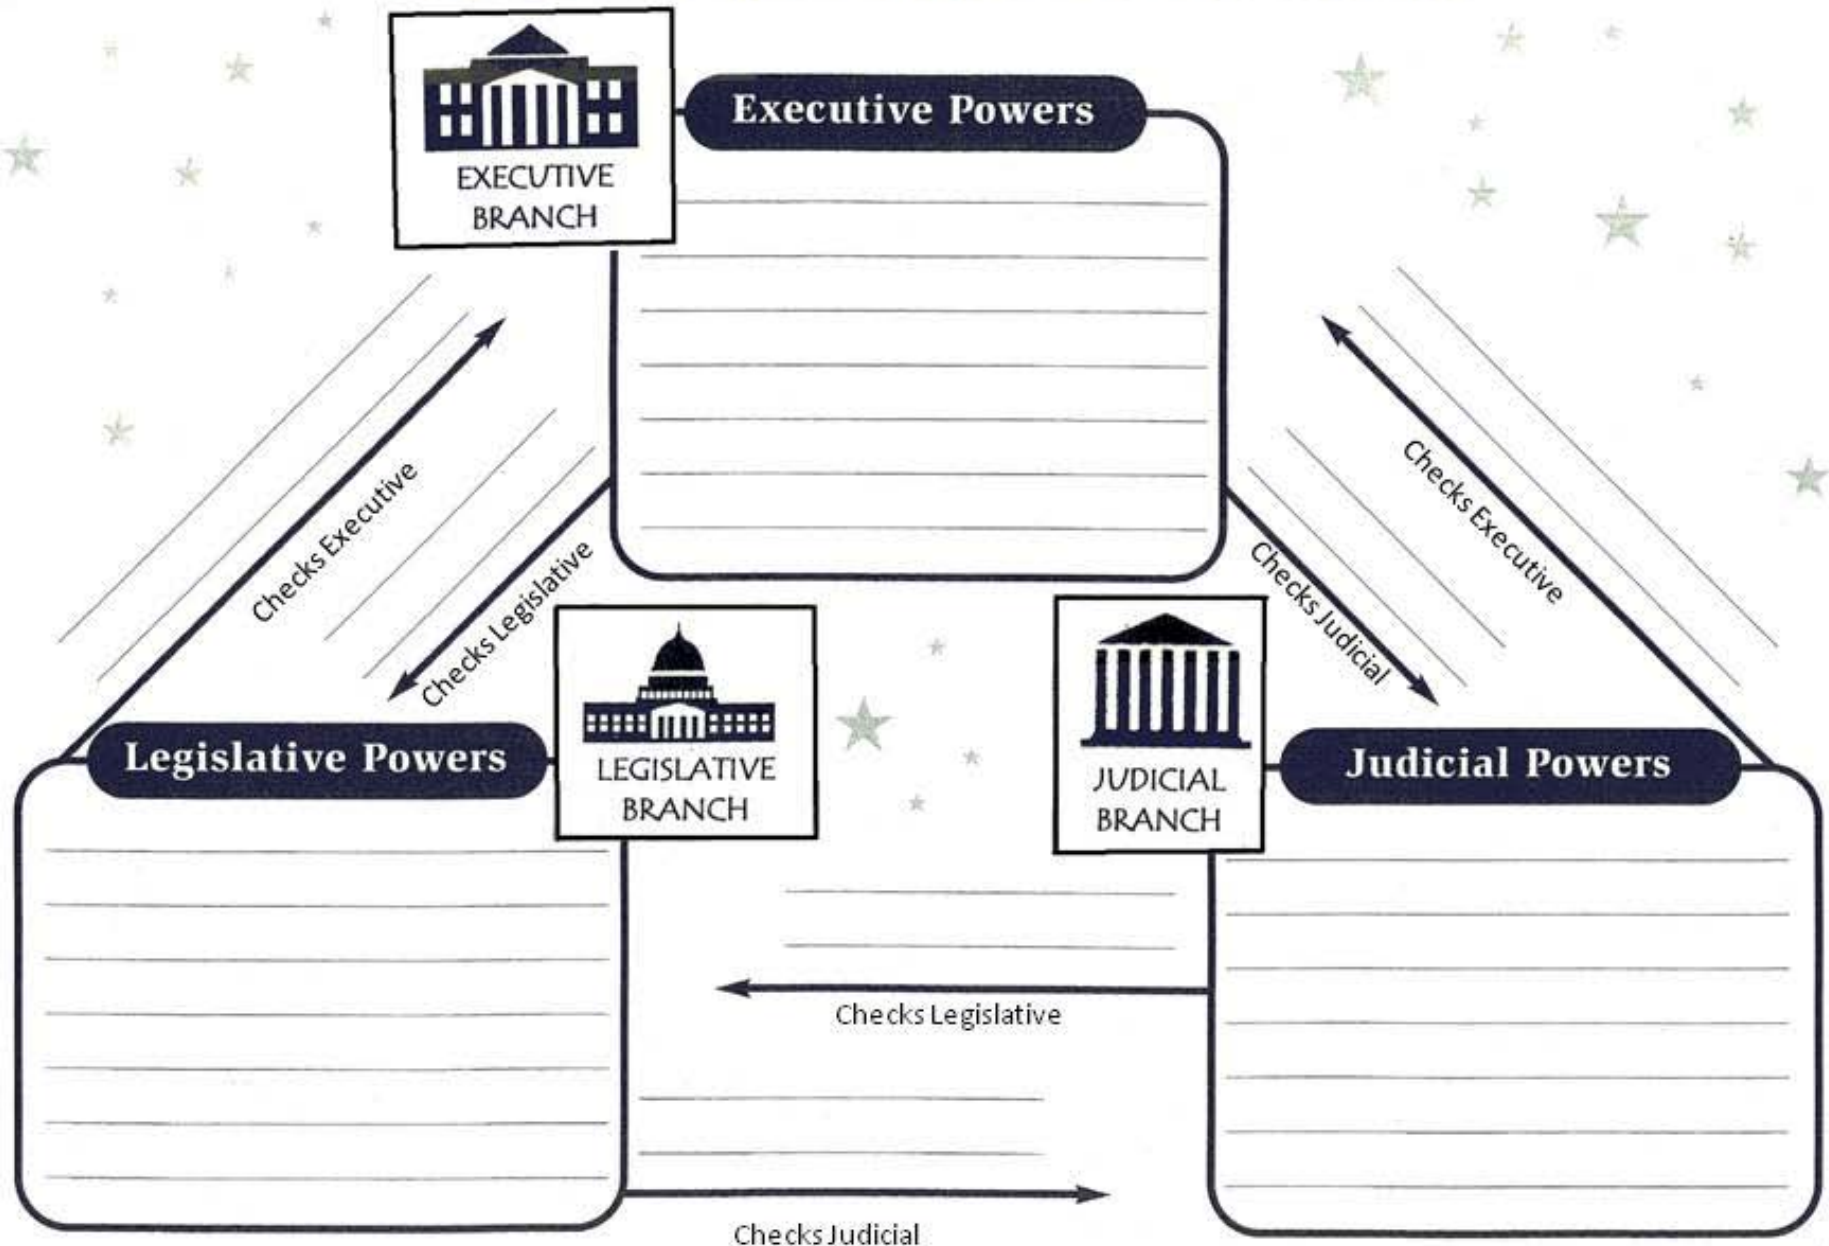 EXECUTIVE
BRANCH
Executive Powers
Checks Executive
Checks Legislative
Checks Judicial
Checks Executive
Legislative Powers
LEGISLATIVE
BRANCH
JUDICIAL
BRANCH
Judicial Powers
Checks Legislative
Checks Judicial